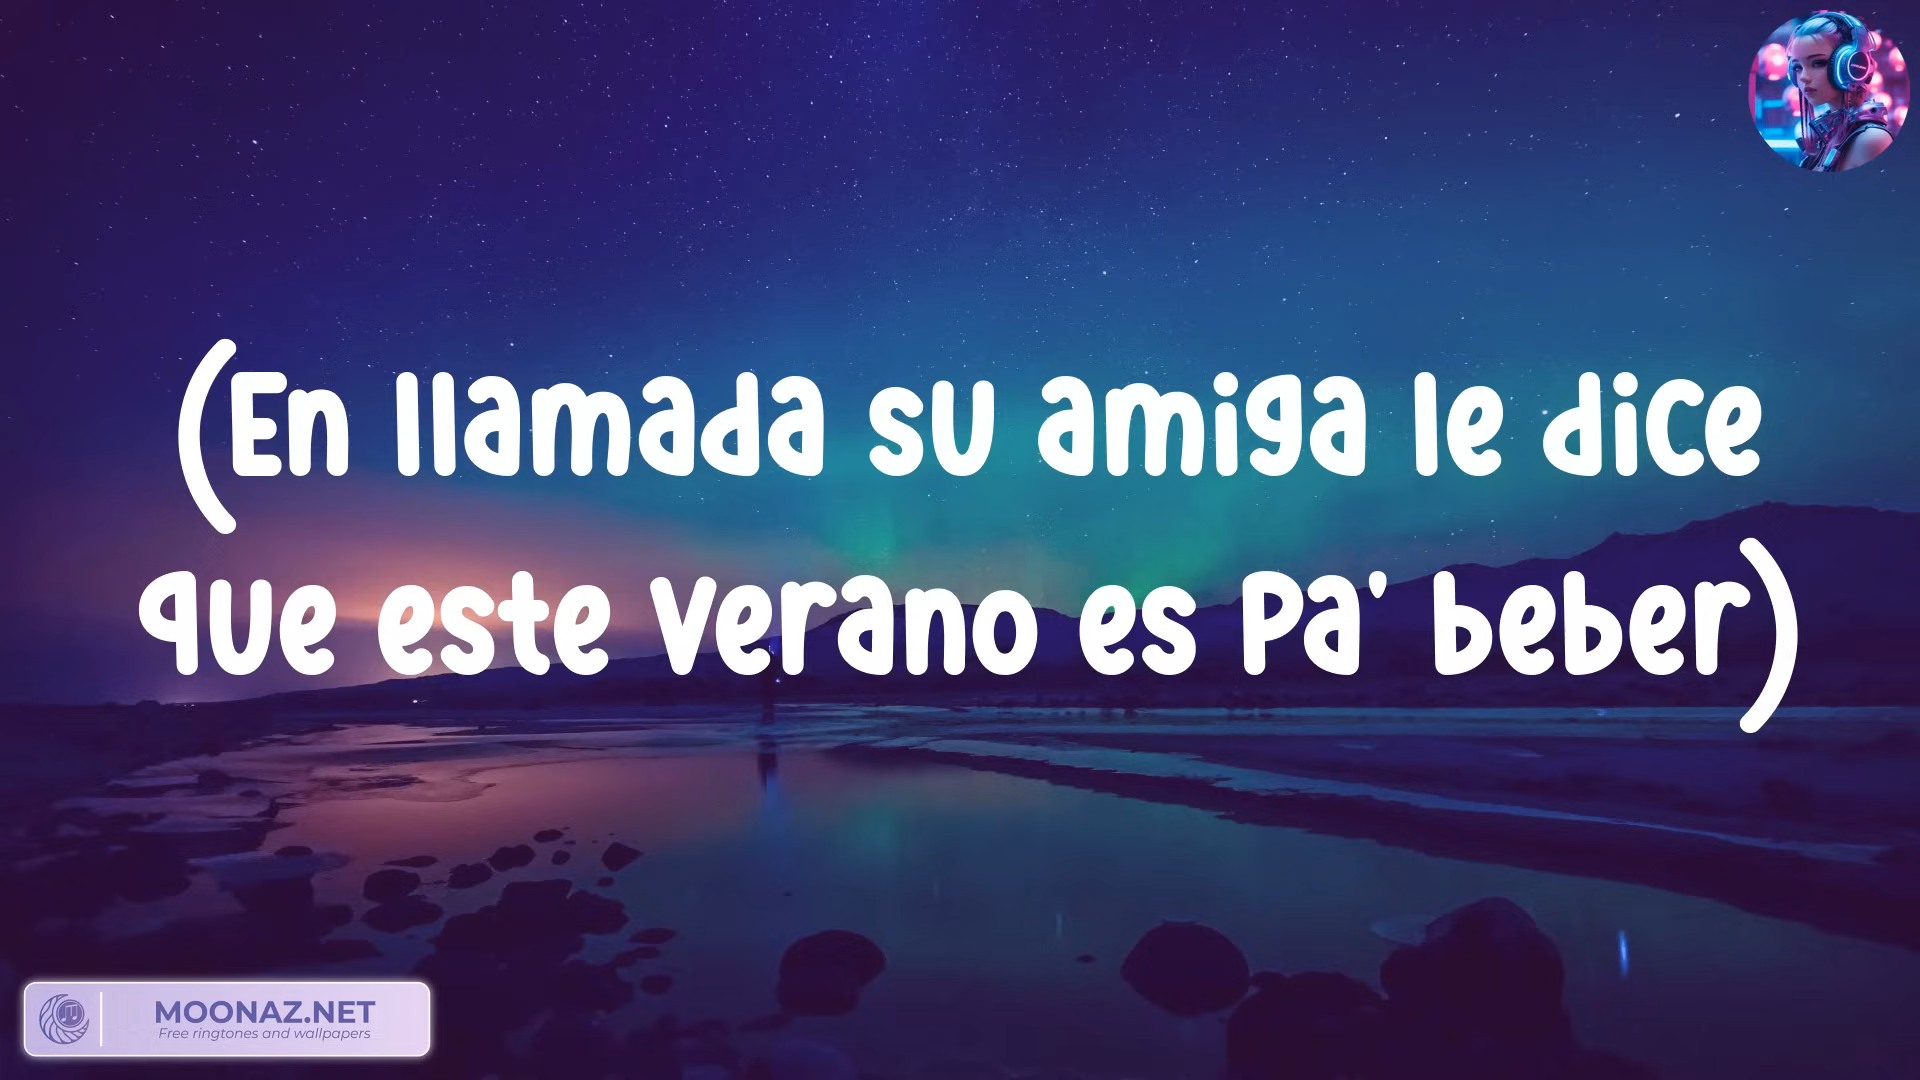 (En llamada su amiga le dice
que este verano es pa' beber)
MOONAZ.NET
Free ringtones and wallpapers